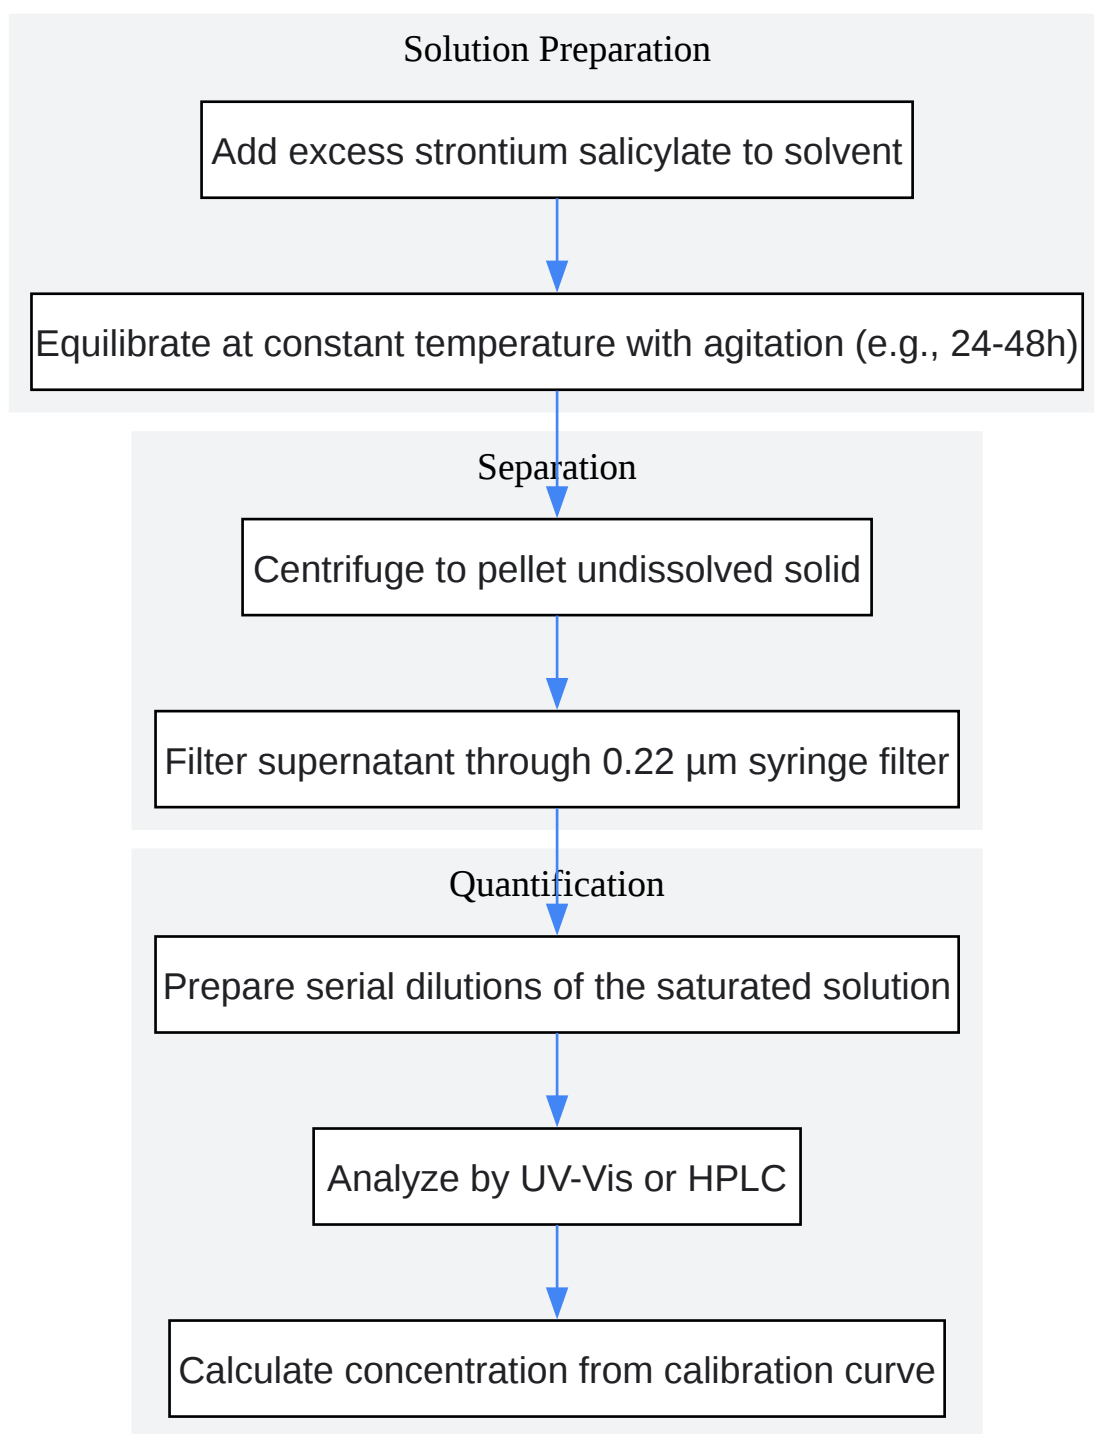 Solution Preparation
Add excess strontium salicylate to solvent
Equilibrate at constant temperature with agitation (e.g., 24-48h)
Separation
Centrifuge to pellet undissolved solid
Filter supernatant through 0.22 µm syringe filter
Quantification
Prepare serial dilutions of the saturated solution
Analyze by UV-Vis or HPLC
Calculate concentration from calibration curve